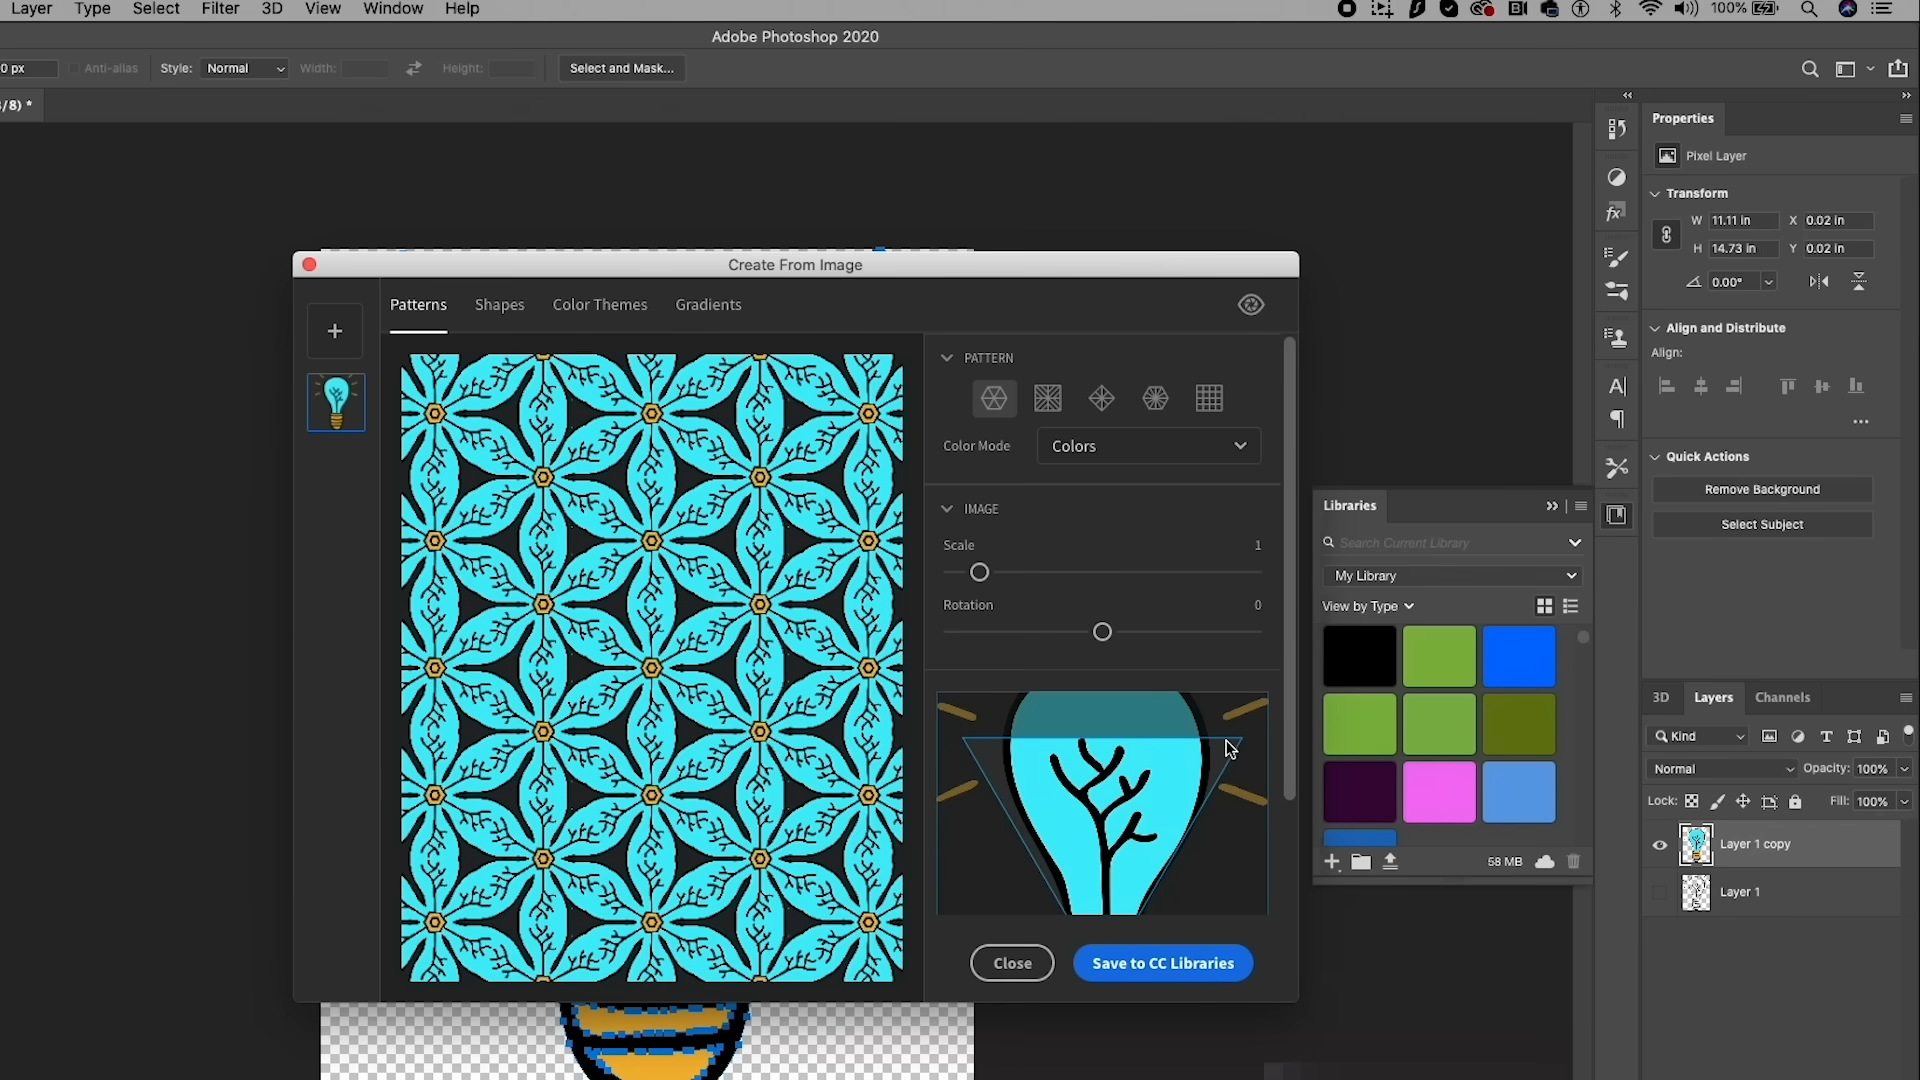 Layer Type Select Filter 3D View Window Help 100%
Adobe Photoshop 2020
0 px Anti-alias Style: Normal Width: Height: Select and Mask...
/8) *
Properties
Pixel Layer
Transform
W 11.11 in X 0.02 in
H 14.73 in Y 0.02 in
0.00°
Align and Distribute
Align:
Quick Actions
Remove Background
Select Subject
Create From Image
Patterns Shapes Color Themes Gradients
PATTERN
Color Mode Colors
IMAGE
Scale 1
Rotation 0
Close Save to CC Libraries
Libraries
Search Current Library
My Library
View by Type
58 MB
3D Layers Channels
Kind
Normal Opacity: 100%
Lock: Fill: 100%
Layer 1 copy
Layer 1